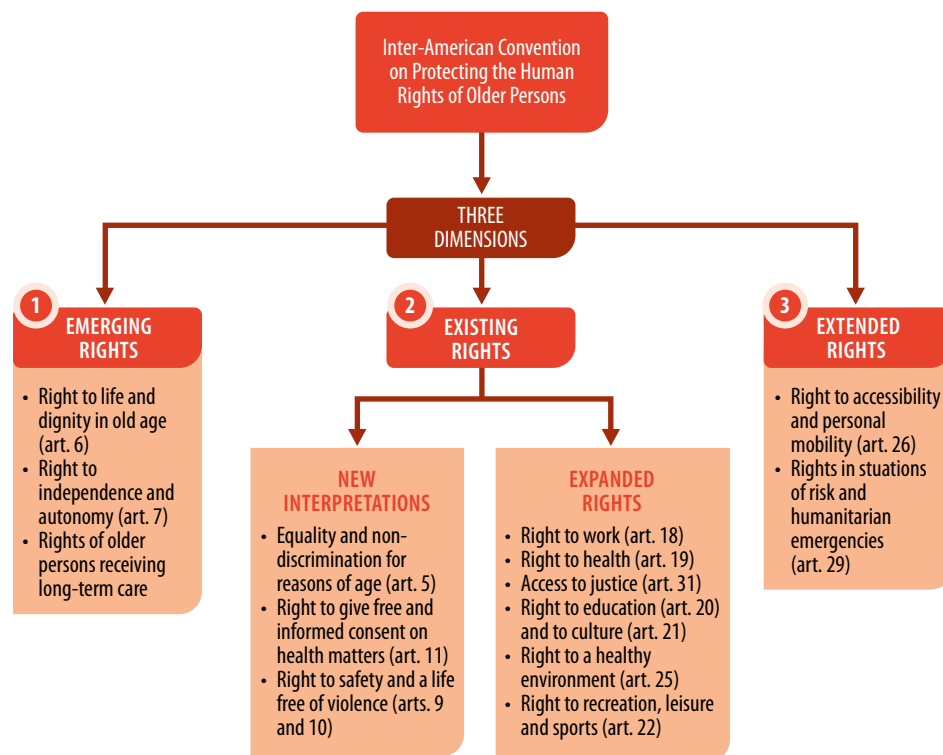 Inter-American Convention
on Protecting the Human
Rights of Older Persons
THREE
DIMENSIONS
1
EMERGING
RIGHTS
• Right to life and
dignity in old age
(art. 6)
• Right to
independence and
autonomy (art. 7)
• Rights of older
persons receiving
long-term care
2
EXISTING
RIGHTS
NEW
INTERPRETATIONS
• Equality and non-
discrimination for
reasons of age (art. 5)
• Right to give free and
informed consent on
health matters (art. 11)
• Right to safety and a life
free of violence (arts. 9
and 10)
EXPANDED
RIGHTS
• Right to work (art. 18)
• Right to health (art. 19)
• Access to justice (art. 31)
• Right to education (art. 20)
and to culture (art. 21)
• Right to a healthy
environment (art. 25)
• Right to recreation, leisure
and sports (art. 22)
3
EXTENDED
RIGHTS
• Right to accessibility
and personal
mobility (art. 26)
• Rights in stuations
of risk and
humanitarian
emergencies
(art. 29)